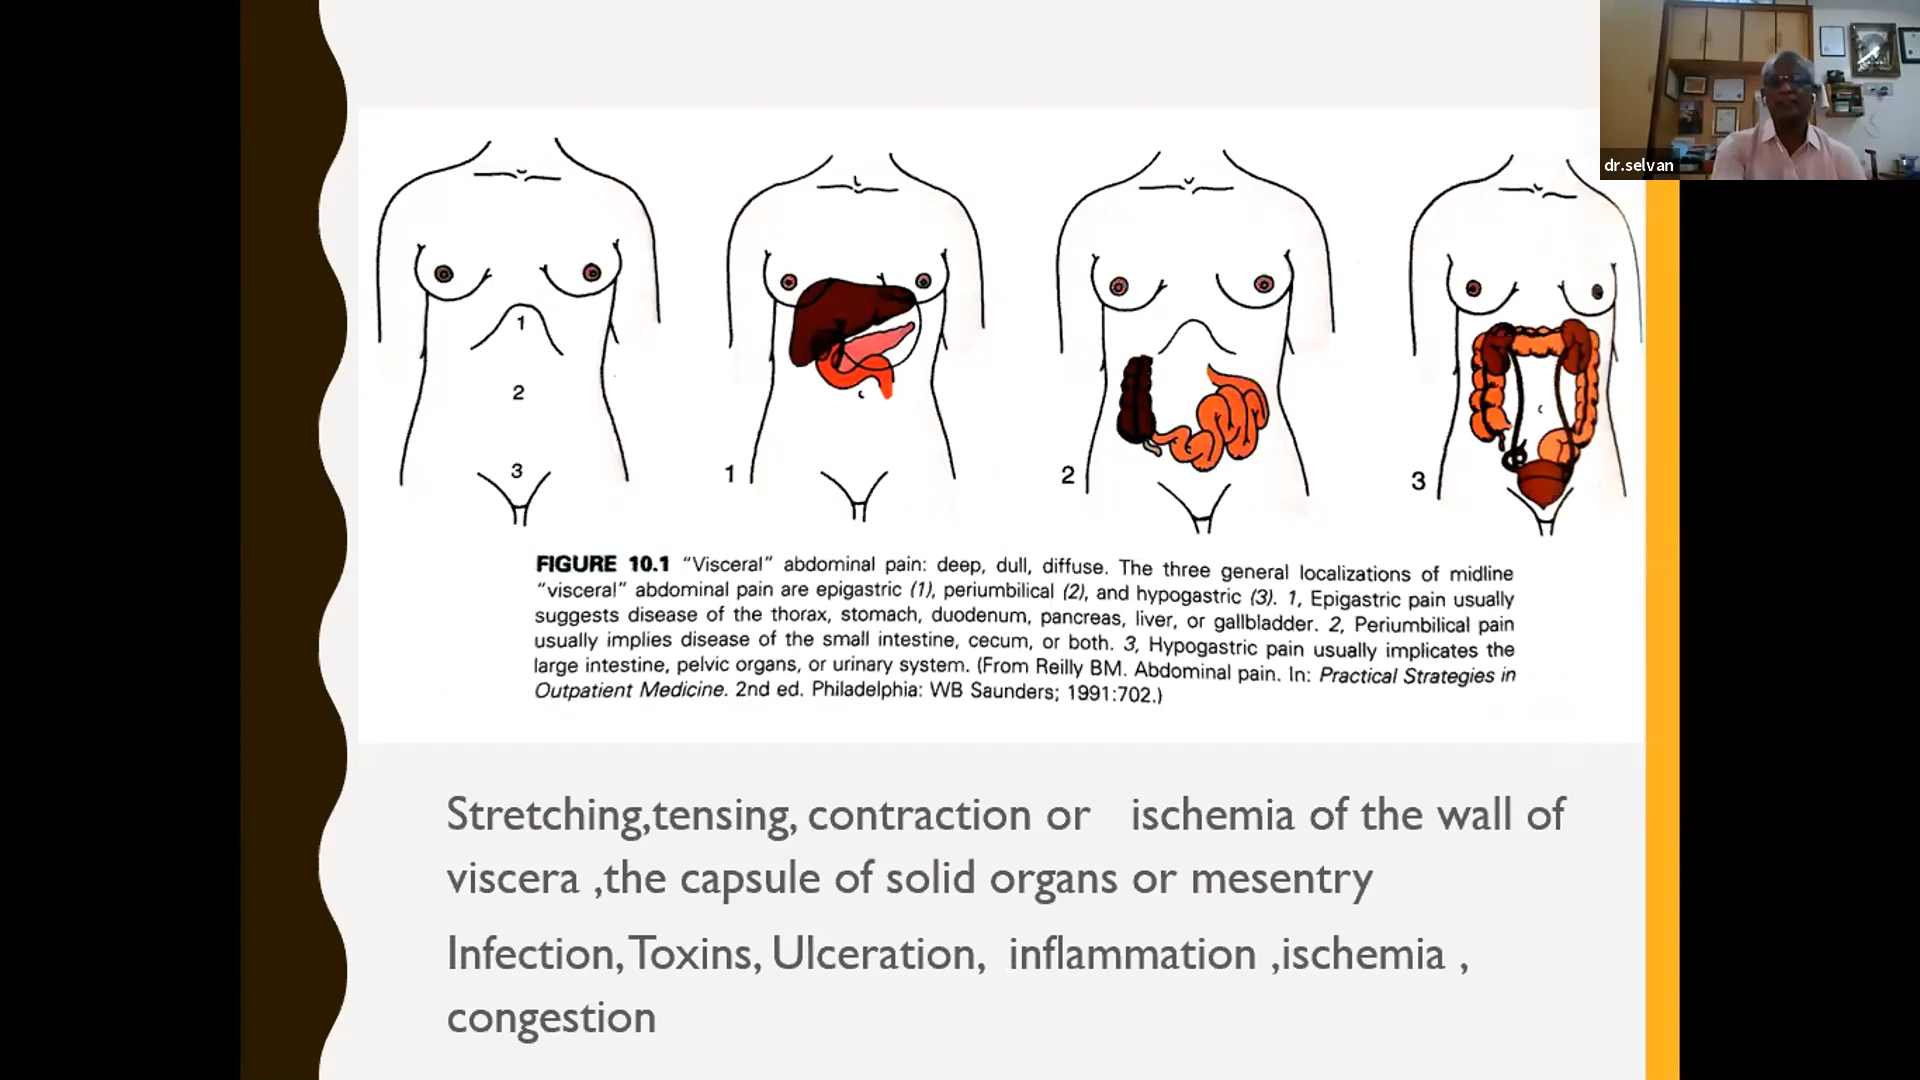 dr.selvan
1
2
3
1
2
3
FIGURE 10.1 “Visceral” abdominal pain: deep, dull, diffuse. The three general localizations of midline
“visceral” abdominal pain are epigastric (1), periumbilical (2), and hypogastric (3). 1, Epigastric pain usually
suggests disease of the thorax, stomach, duodenum, pancreas, liver, or gallbladder. 2, Periumbilical pain
usually implies disease of the small intestine, cecum, or both. 3, Hypogastric pain usually implicates the
large intestine, pelvic organs, or urinary system. (From Reilly BM. Abdominal pain. In: Practical Strategies in
Outpatient Medicine. 2nd ed. Philadelphia: WB Saunders; 1991:702.)
Stretching,tensing, contraction or ischemia of the wall of
viscera ,the capsule of solid organs or mesentry
Infection, Toxins, Ulceration, inflammation ,ischemia ,
congestion